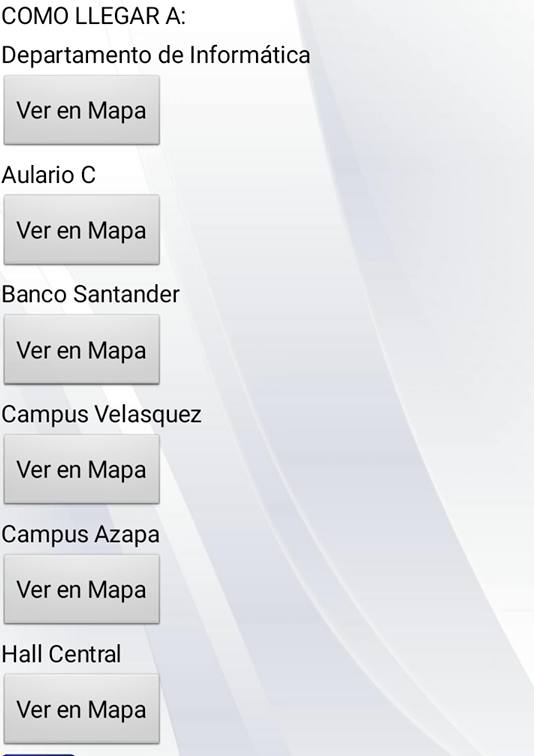 COMO LLEGAR A:
Departamento de Informática
Ver en Mapa
Aulario C
Ver en Mapa
Banco Santander
Ver en Mapa
Campus Velasquez
Ver en Mapa
Campus Azapa
Ver en Mapa
Hall Central
Ver en Mapa